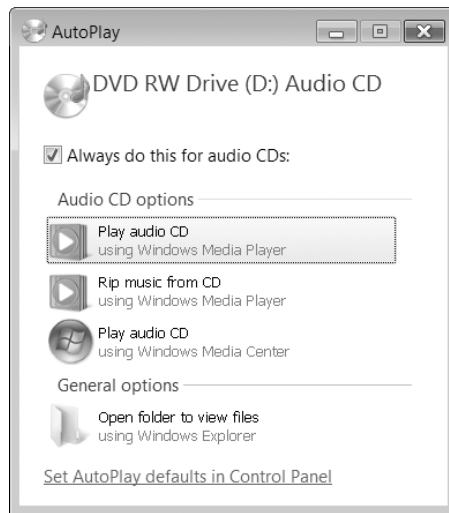 AutoPlay
DVD RW Drive (D:) Audio CD
Always do this for audio CDs:
Audio CD options
Play audio CD
using Windows Media Player
Rip music from CD
using Windows Media Player
Play audio CD
using Windows Media Center
General options
Open folder to view files
using Windows Explorer
Set AutoPlay defaults in Control Panel